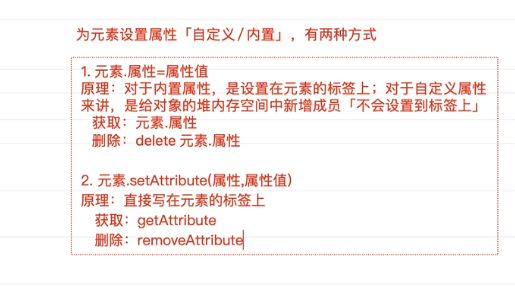 为元素设置属性「自定义/内置」，有两种方式
1. 元素.属性=属性值
原理：对于内置属性，是设置在元素的标签上；对于自定义属性
来讲，是给对象的堆内存空间中新增成员「不会设置到标签上」
获取：元素.属性
删除：delete 元素.属性
2. 元素.setAttribute(属性,属性值)
原理：直接写在元素的标签上
获取：getAttribute
删除：removeAttribute